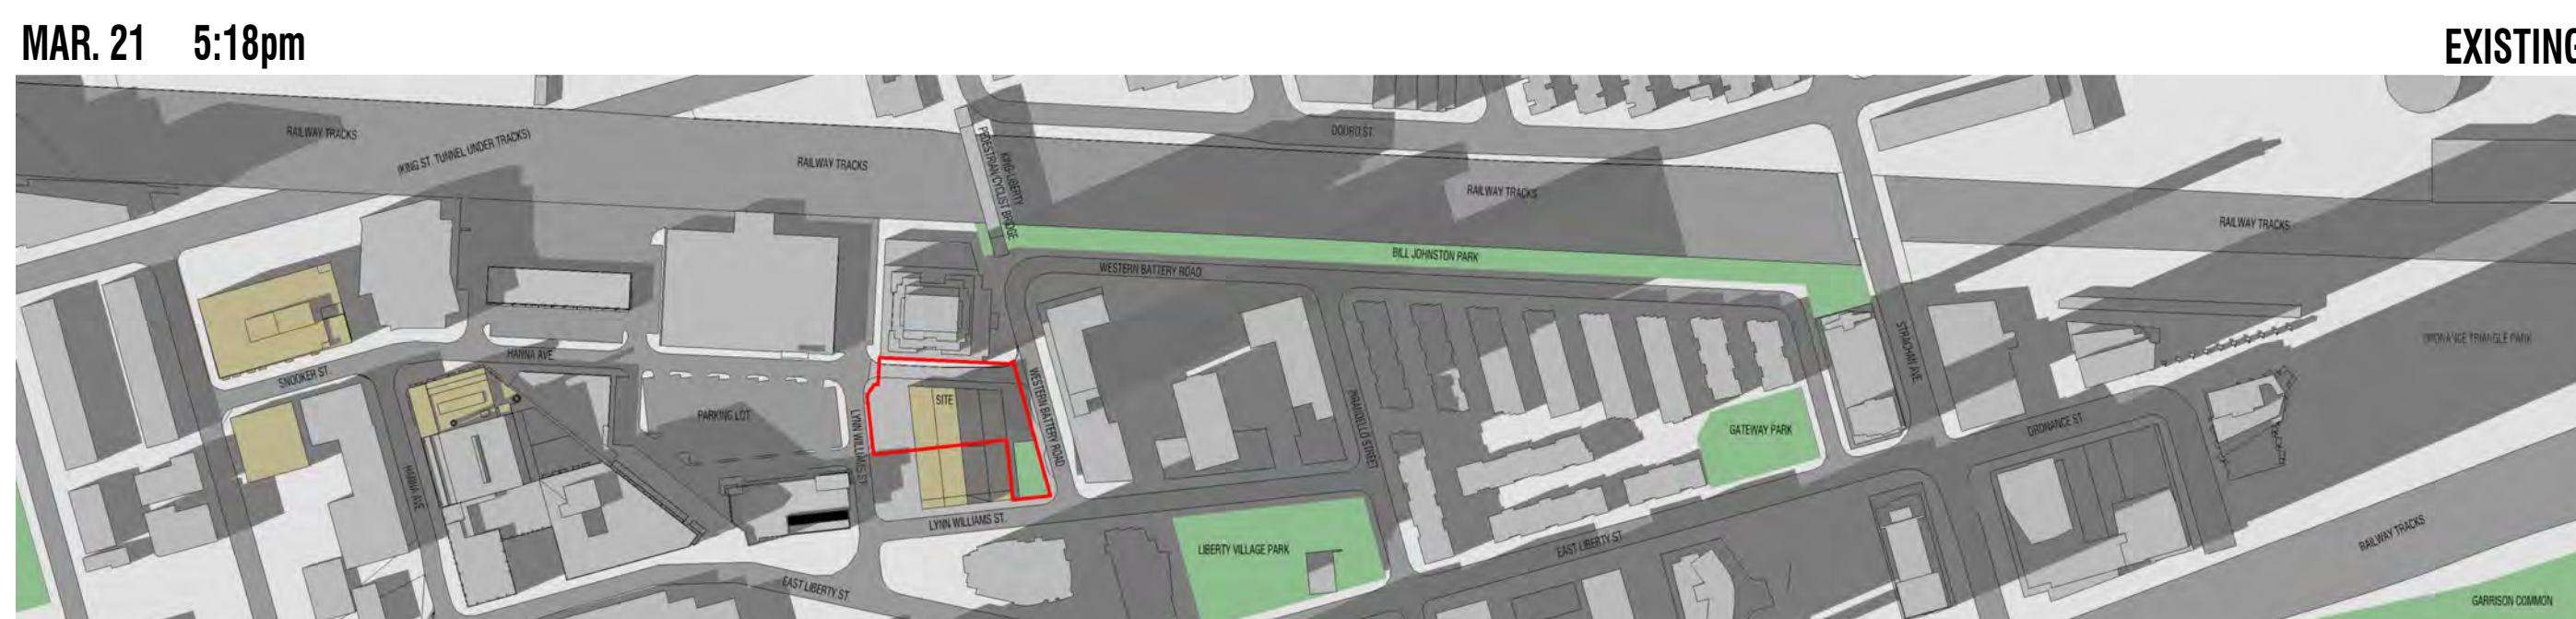 MAR. 21 5:18pm
EXISTING
RAILWAY TRACKS
(KING ST. TUNNEL UNDER TRACKS)
RAILWAY TRACKS
KING-LIBERTY
PEDESTRIAN/CYCLIST BRIDGE
DOURO ST.
RAILWAY TRACKS
RAILWAY TRACKS
BILL JOHNSTON PARK
WESTERN BATTERY ROAD
STRACHAN AVE.
ORDNANCE TRIANGLE PARK
HANNA AVE.
SNOOKER ST.
SITE
PARKING LOT
LYNN WILLIAMS ST.
WESTERN BATTERY ROAD
PIRANDELLO STREET
GATEWAY PARK
ORDNANCE ST.
HANNA AVE.
LYNN WILLIAMS ST.
LIBERTY VILLAGE PARK
EAST LIBERTY ST.
RAILWAY TRACKS
EAST LIBERTY ST.
GARRISON COMMON